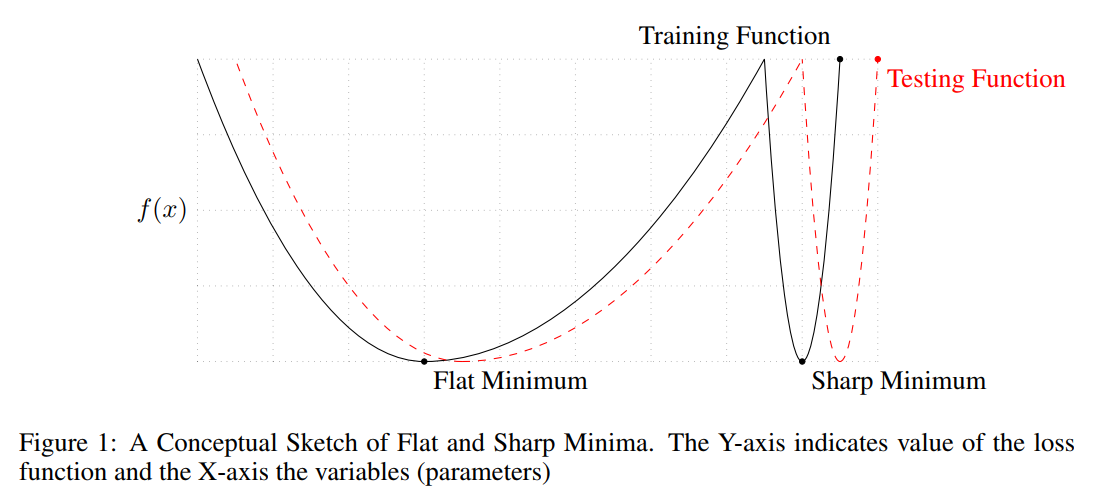 Training Function
Testing Function
f(x)
Flat Minimum
Sharp Minimum
Figure 1: A Conceptual Sketch of Flat and Sharp Minima. The Y-axis indicates value of the loss
function and the X-axis the variables (parameters)